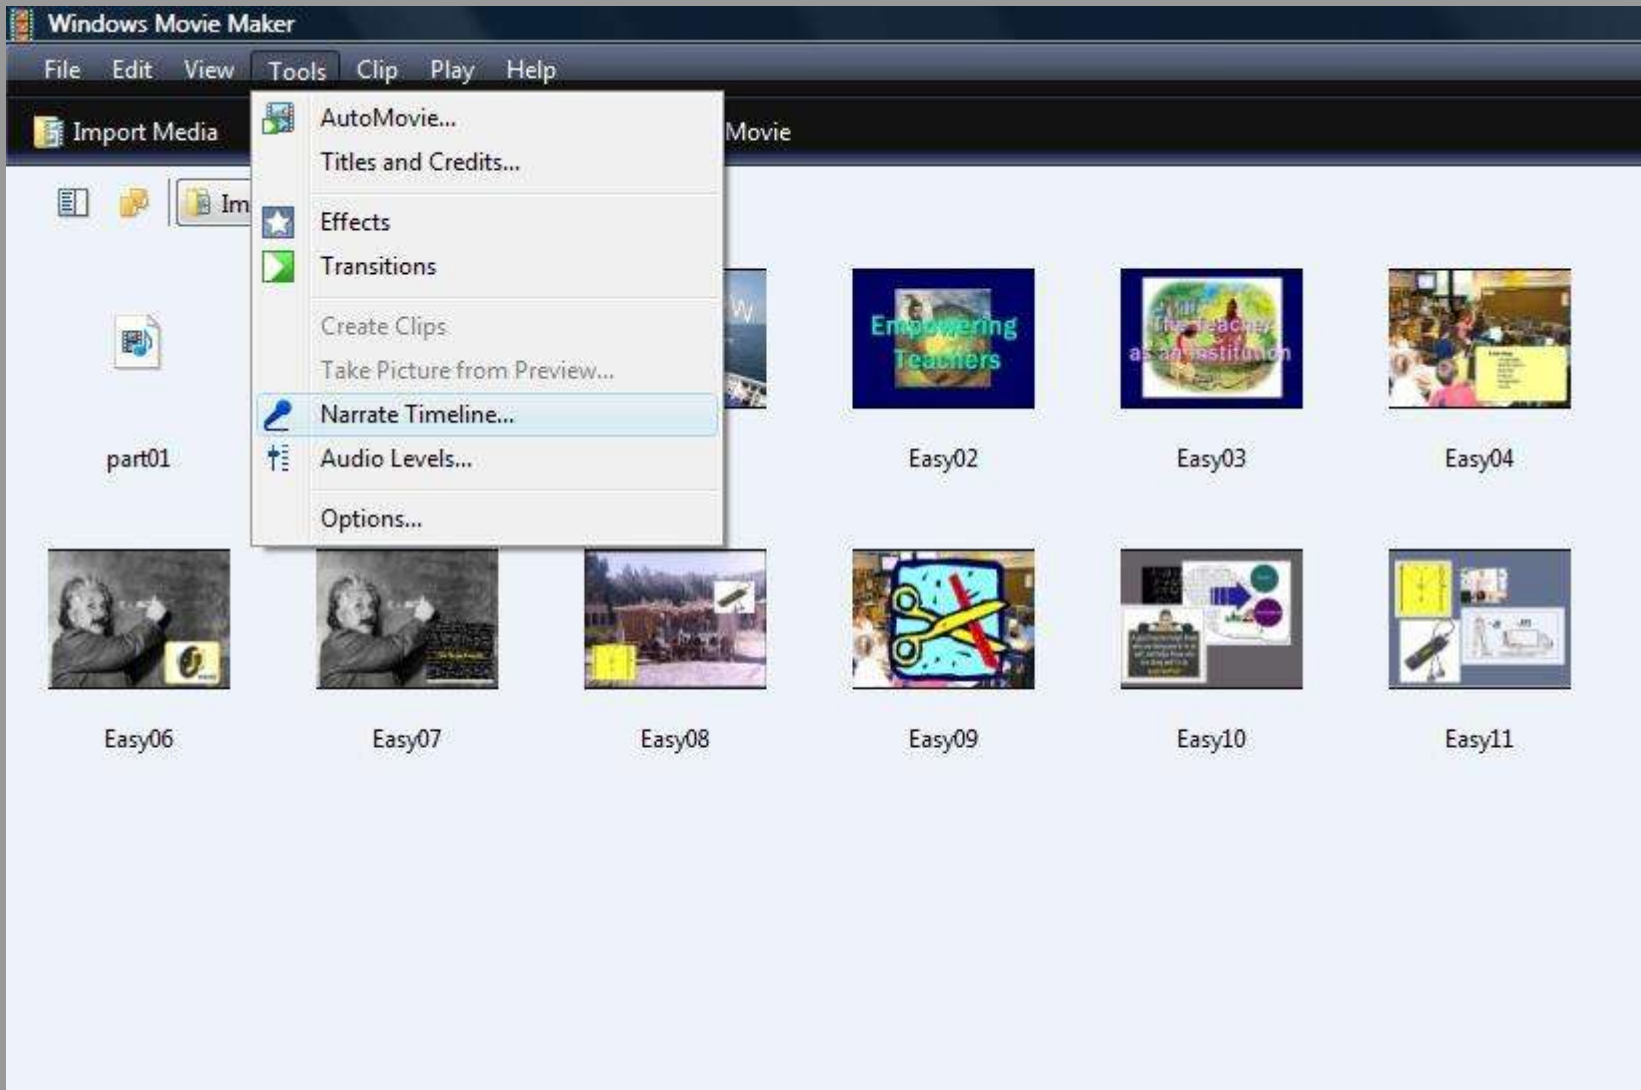 Windows Movie Maker
File Edit View Tools Clip Play Help
Import Media
Movie
AutoMovie...
Titles and Credits...
Im
Effects
Transitions
Create Clips
Take Picture from Preview...
Narrate Timeline...
Audio Levels...
Options...
W
Empowering
Teachers
The Teacher
as an institution
part01 Easy02 Easy03 Easy04
Easy06 Easy07 Easy08 Easy09 Easy10 Easy11